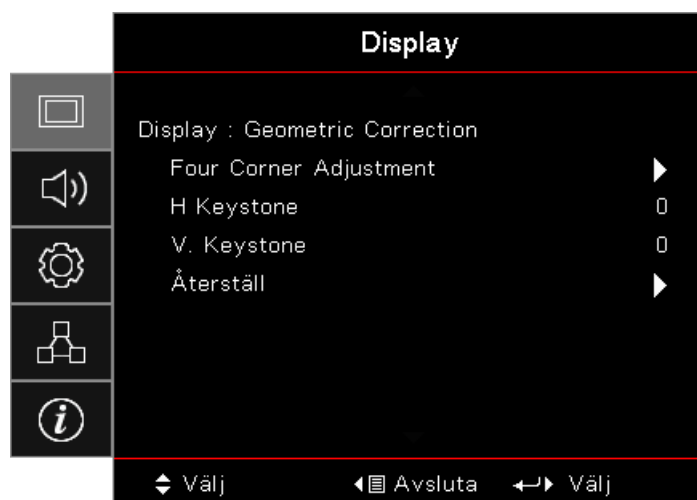 Display
Display : Geometric Correction
Four Corner Adjustment
H Keystone 0
V. Keystone 0
Återställ
Välj Avsluta Välj